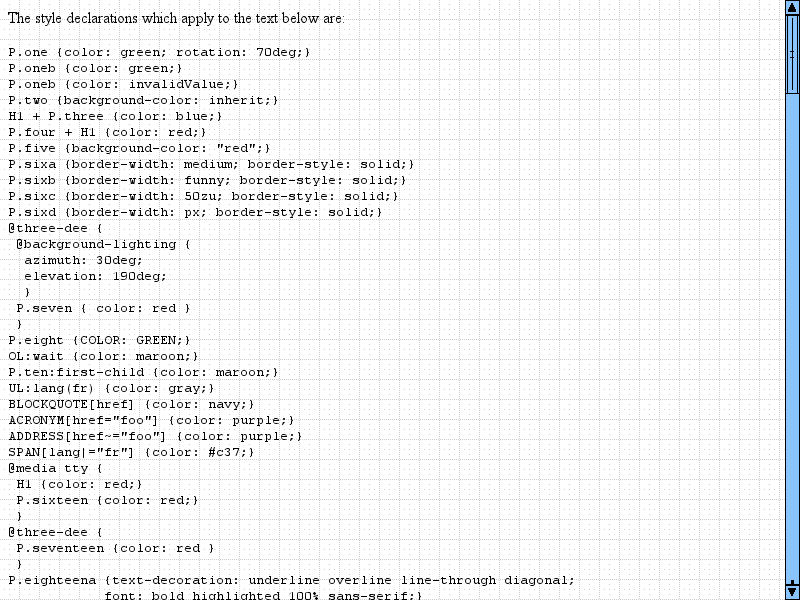 The style declarations which apply to the text below are:
P.one {color: green; rotation: 70deg;}
P.oneb {color: green;}
P.oneb {color: invalidValue;}
P.two {background-color: inherit;}
H1 + P.three {color: blue;}
P.four + H1 {color: red;}
P.five {background-color: "red";}
P.sixa {border-width: medium; border-style: solid;}
P.sixb {border-width: funny; border-style: solid;}
P.sixc {border-width: 50zu; border-style: solid;}
P.sixd {border-width: px; border-style: solid;}
@three-dee {
 @background-lighting {
  azimuth: 30deg;
  elevation: 190deg;
  }
 P.seven { color: red }
 }
P.eight {COLOR: GREEN;}
OL:wait {color: maroon;}
P.ten:first-child {color: maroon;}
UL:lang(fr) {color: gray;}
BLOCKQUOTE[href] {color: navy;}
ACRONYM[href="foo"] {color: purple;}
ADDRESS[href~="foo"] {color: purple;}
SPAN[lang|="fr"] {color: #c37;}
@media tty {
 H1 {color: red;}
 P.sixteen {color: red;}
 }
@three-dee {
 P.seventeen {color: red }
 }
P.eighteena {text-decoration: underline overline line-through diagonal;
            font: bold highlighted 100% sans-serif;}